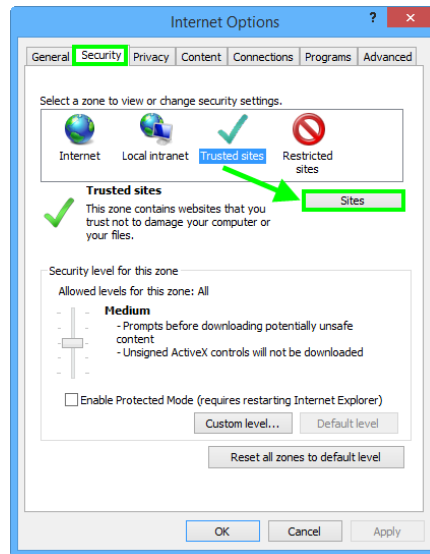 Internet Options
? ×
General Security Privacy Content Connections Programs Advanced
Select a zone to view or change security settings.
Internet Local intranet Trusted sites Restricted
sites
Trusted sites
Sites
This zone contains websites that you
trust not to damage your computer or
your files.
Security level for this zone
Allowed levels for this zone: All
Medium
- Prompts before downloading potentially unsafe
content
- Unsigned ActiveX controls will not be downloaded
Enable Protected Mode (requires restarting Internet Explorer)
Custom level... Default level
Reset all zones to default level
OK Cancel Apply